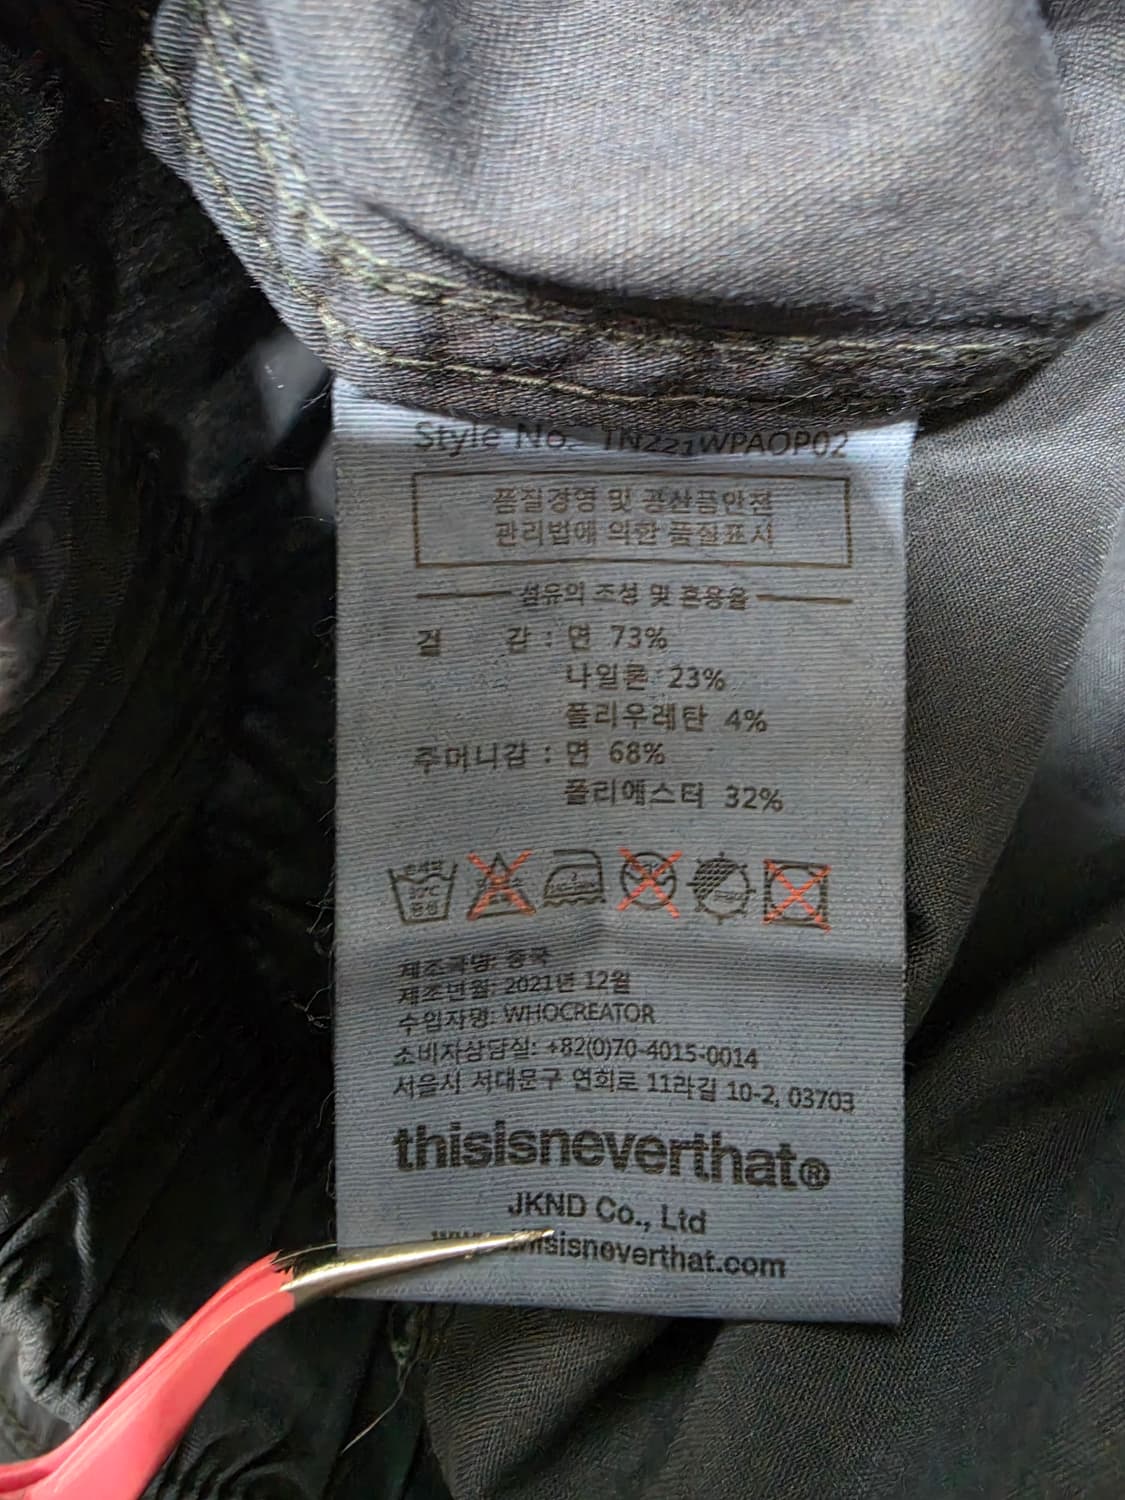 Style No. TN221WPAOP02
품질경영 및 공산품안전
관리법에 의한 품질표시
섬유의 조성 및 혼용율
겉 감 : 면 73%
나일론 23%
폴리우레탄 4%
주머니감 : 면 68%
폴리에스터 32%
제조국명: 중국
제조년월: 2021년 12월
수입자명: WHOCREATOR
소비자상담실: +82(0)70-4015-0014
서울시 서대문구 연희로 11라길 10-2, 03703
thisisneverthat®
JKND Co., Ltd
www.thisisneverthat.com